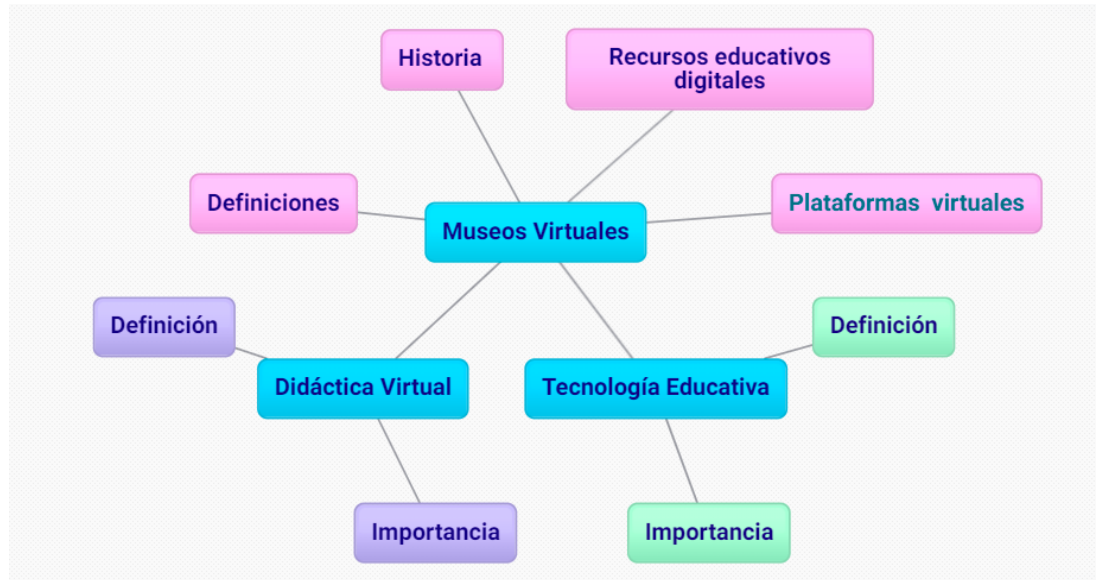 Historia
Recursos educativos
digitales
Definiciones
Plataformas virtuales
Museos Virtuales
Definición
Definición
Didáctica Virtual
Tecnología Educativa
Importancia
Importancia